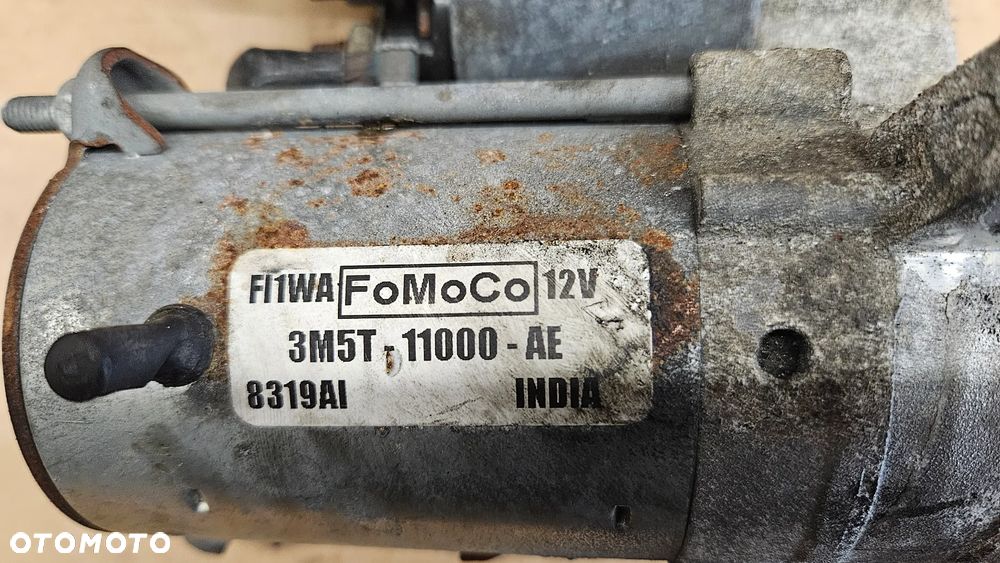 FI1WA FoMoCo 12V
3M5T - 11000 - AE
8319AI INDIA
OTOMOTO